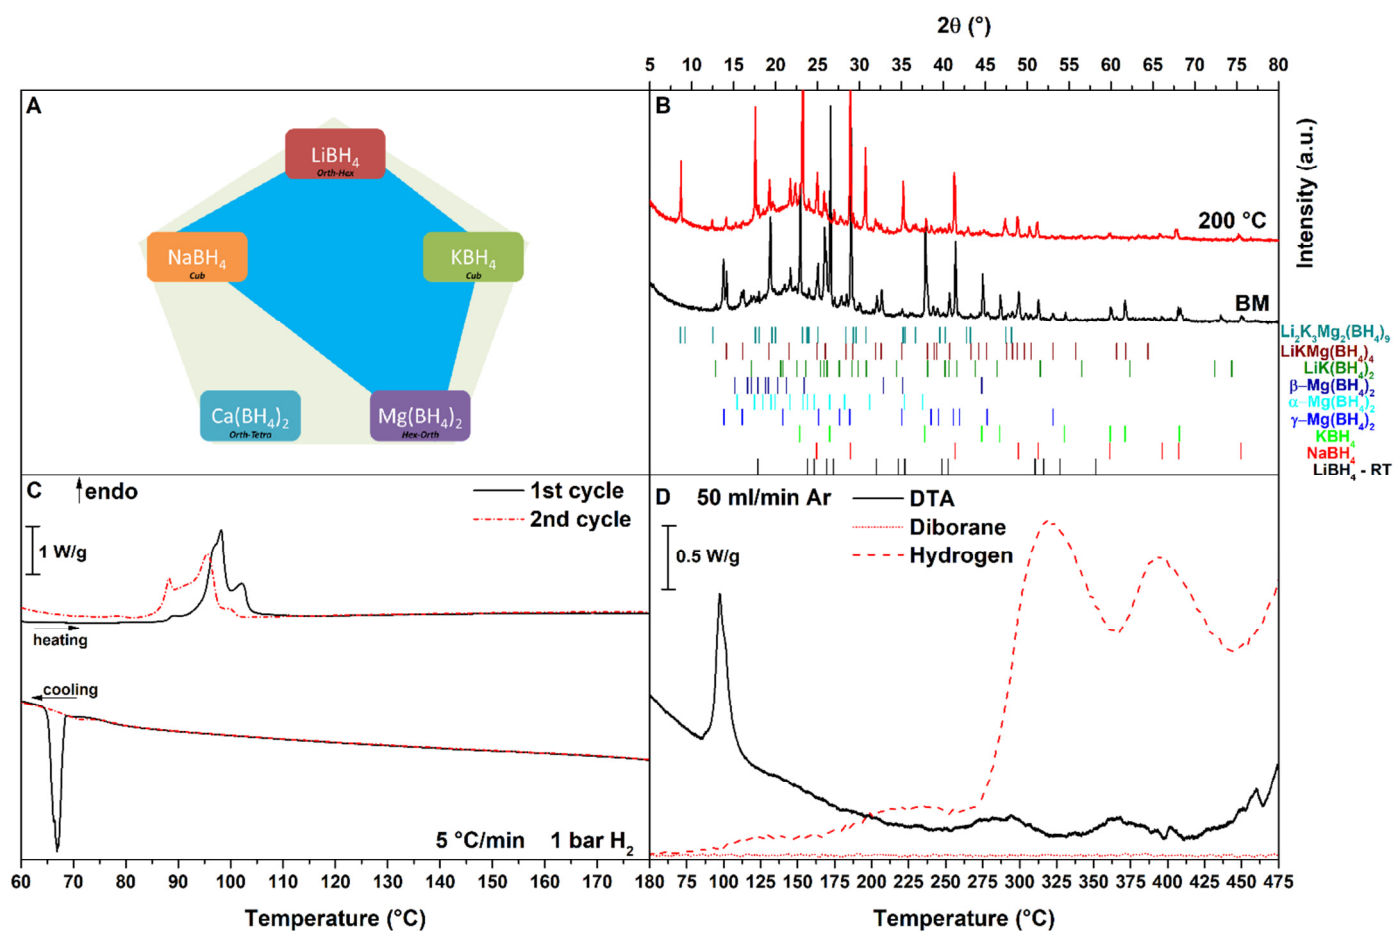 2θ (°)
5 10 15 20 25 30 35 40 45 50 55 60 65 70 75 80
A
LiBH4
Orth-Hex
NaBH4
Cub
KBH4
Cub
Ca(BH4)2
Orth-Tetro
Mg(BH4)2
Hex-Orth
B
200 °C
BM
Intensity (a.u.)
Li2K3Mg2(BH4)9
LiKMg(BH4)4
LiK(BH4)2
β-Mg(BH4)2
α-Mg(BH4)2
γ-Mg(BH4)2
KBH4
NaBH4
LiBH4 - RT
C
endo
1st cycle
2nd cycle
1 W/g
heating
cooling
5 °C/min 1 bar H2
60 70 80 90 100 110 120 130 140 150 160 170 180
Temperature (°C)
D
50 ml/min Ar
DTA
Diborane
Hydrogen
0.5 W/g
75 100 125 150 175 200 225 250 275 300 325 350 375 400 425 450 475
Temperature (°C)